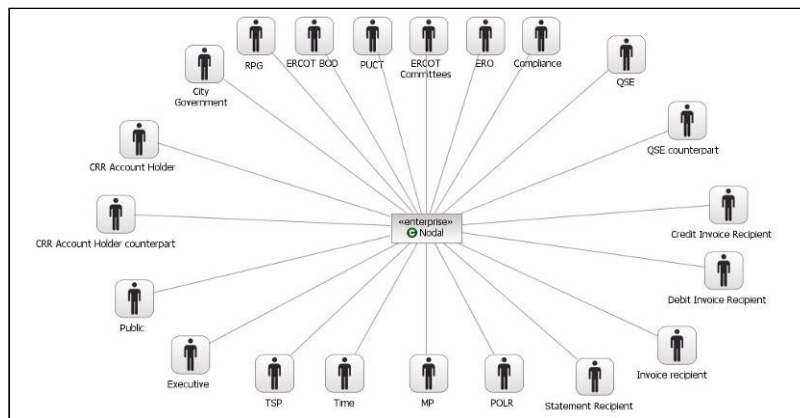 RPG
ERCOT BOD
PUCT
ERCOT
Committees
ERO
Compliance
QSE
City
Government
QSE counterpart
CRR Account Holder
CRR Account Holder counterpart
«enterprise»
C Nodal
Credit Invoice Recipient
Debit Invoice Recipient
Public
Executive
TSP
Time
MP
POLR
Statement Recipient
Invoice recipient